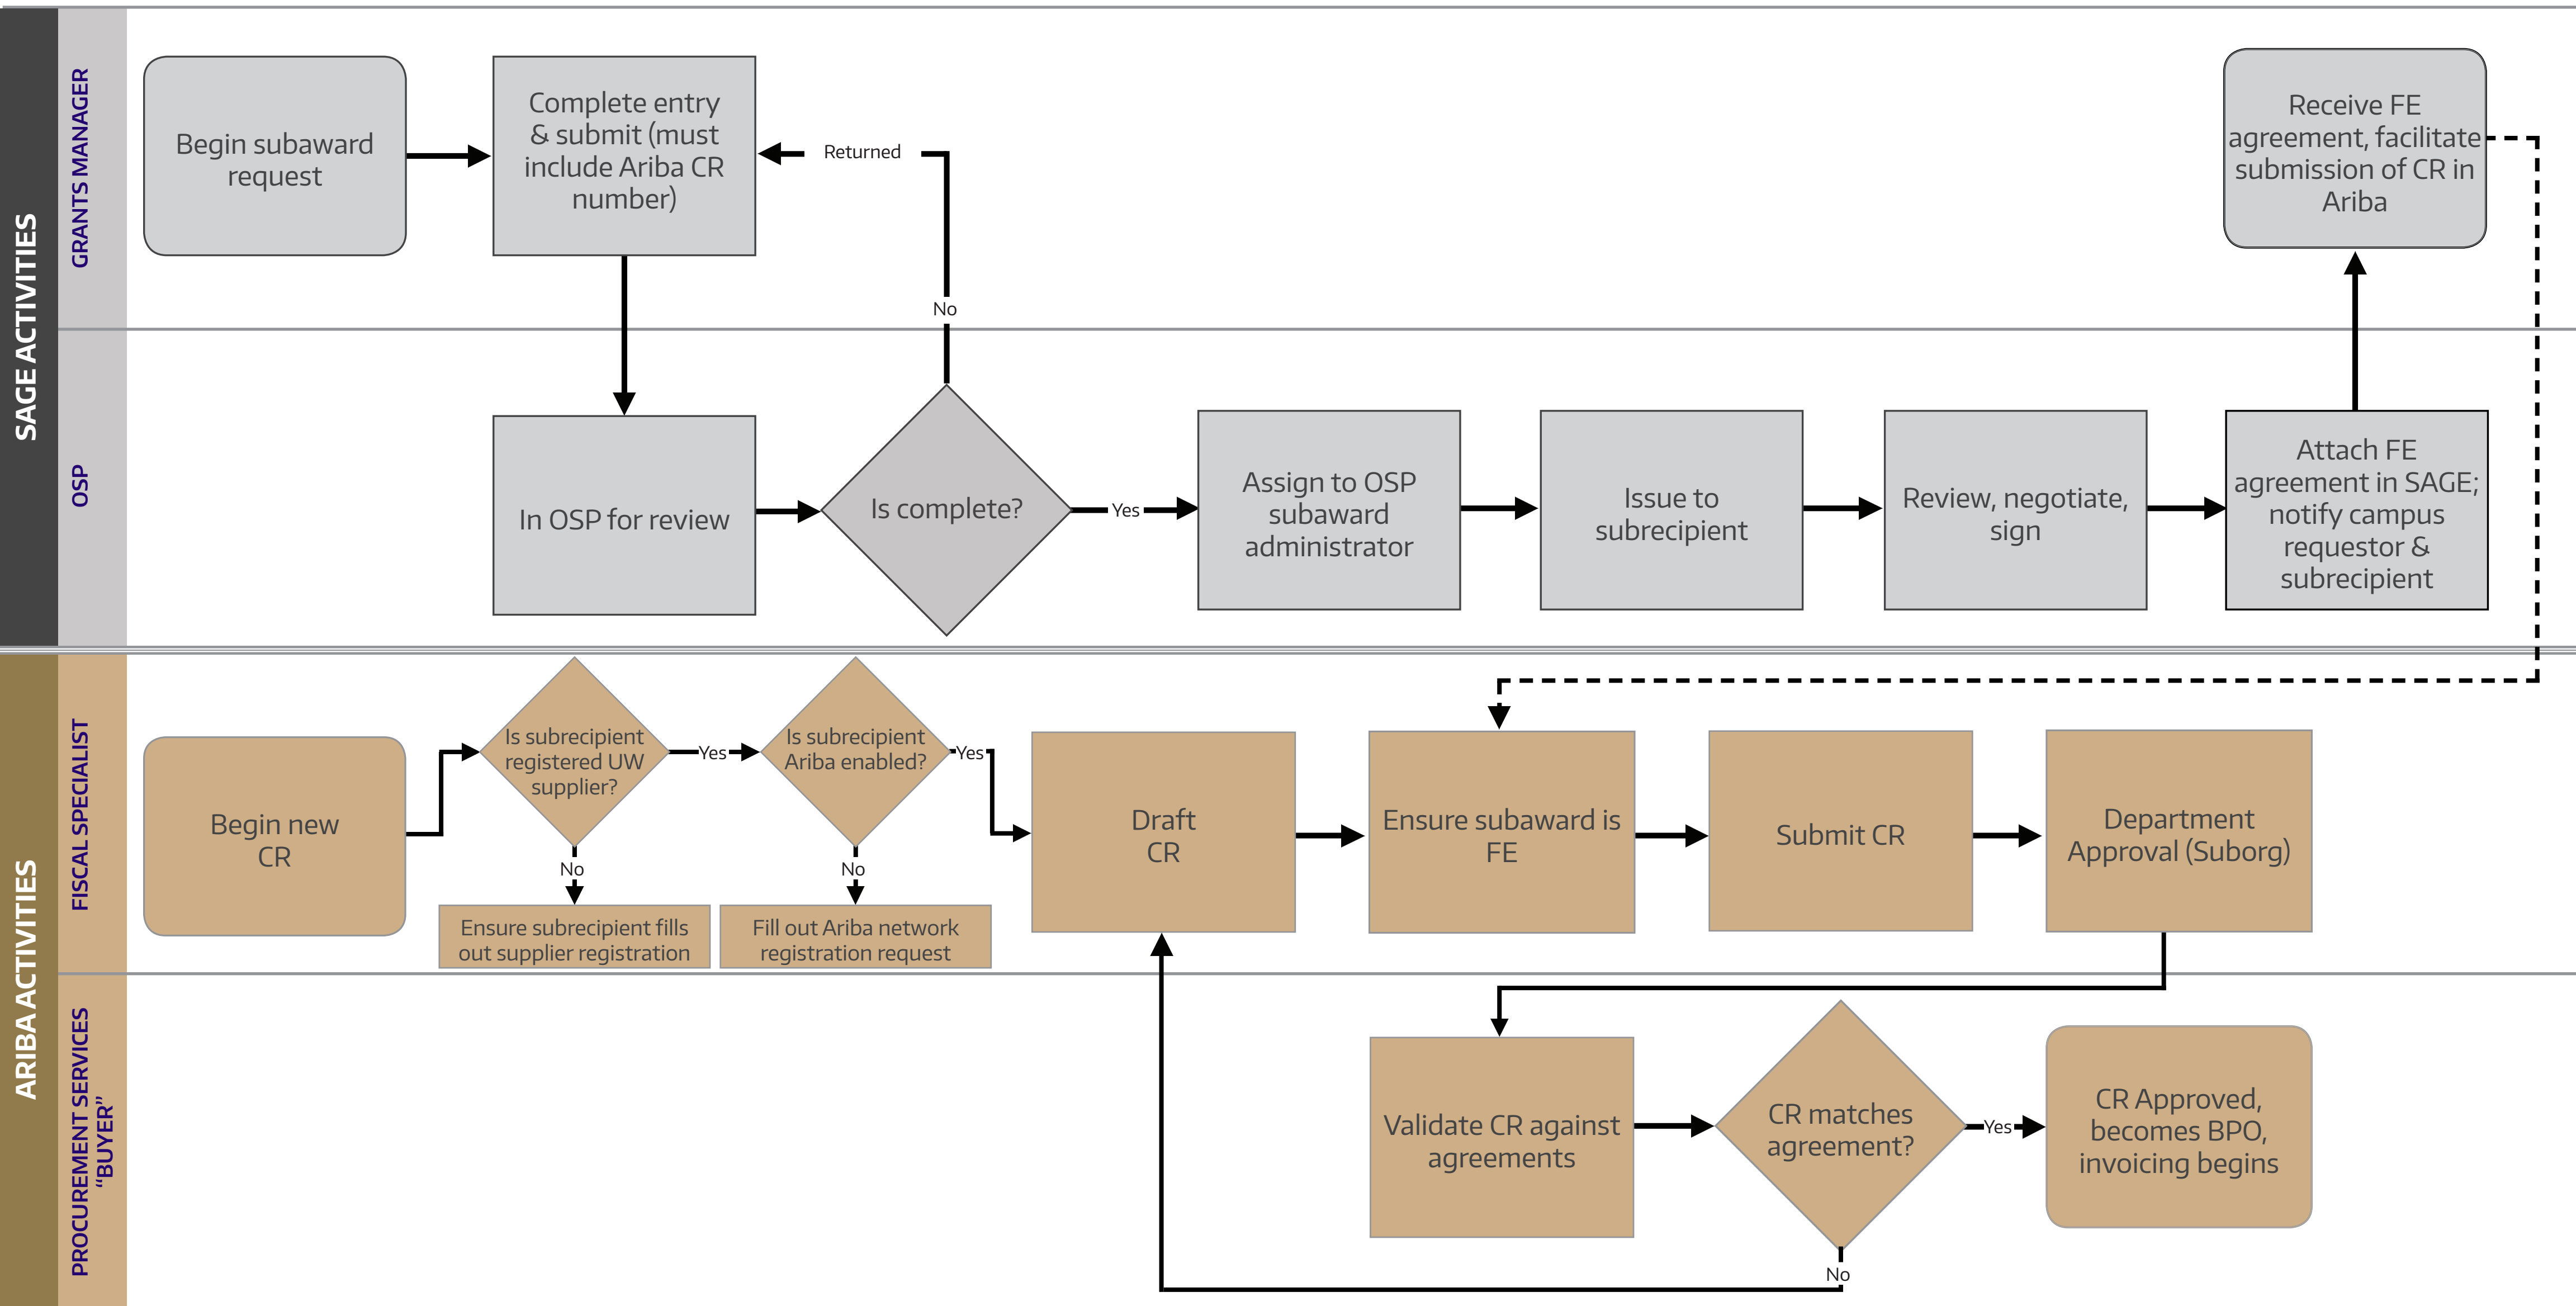 SAGE ACTIVITIES
GRANTS MANAGER
Begin subaward
request
Complete entry
& submit (must
include Ariba CR
number)
Returned
No
Receive FE
agreement, facilitate
submission of CR in
Ariba
OSP
In OSP for review
Is complete?
Yes
Assign to OSP
subaward
administrator
Issue to
subrecipient
Review, negotiate,
sign
Attach FE
agreement in SAGE;
notify campus
requestor &
subrecipient
ARIBA ACTIVITIES
FISCAL SPECIALIST
Begin new
CR
Is subrecipient
registered UW
supplier?
Yes
No
Ensure subrecipient fills
out supplier registration
Is subrecipient
Ariba enabled?
Yes
No
Fill out Ariba network
registration request
Draft
CR
Ensure subaward is
FE
Submit CR
Department
Approval (Suborg)
PROCUREMENT SERVICES
“BUYER”
Validate CR against
agreements
CR matches
agreement?
Yes
No
CR Approved,
becomes BPO,
invoicing begins